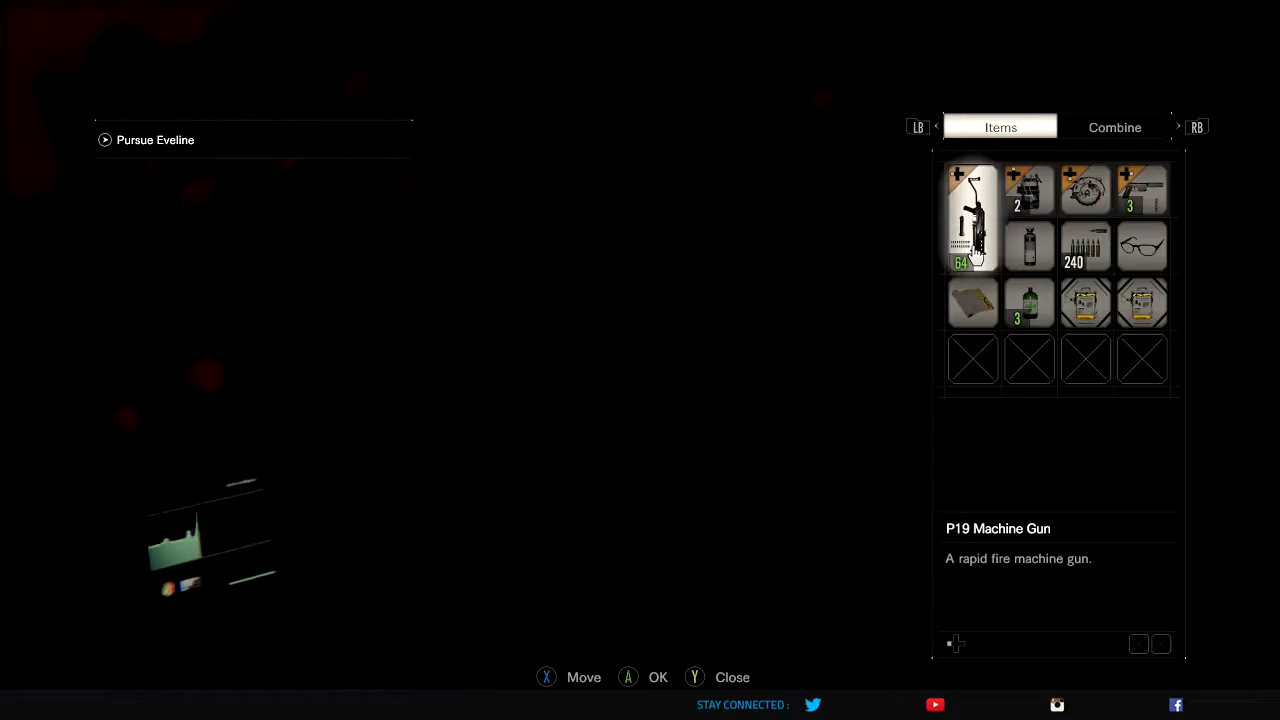 Pursue Eveline
LB
Items
Combine
RB
2
3
64
240
3
P19 Machine Gun
A rapid fire machine gun.
X Move A OK Y Close
STAY CONNECTED :